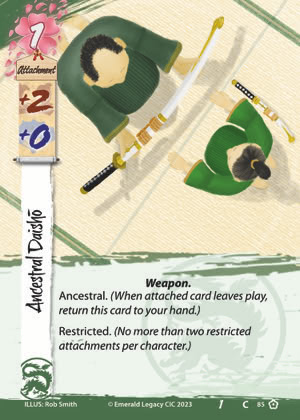 1
Attachment
+2
+0
Ancestral Daishō
Weapon.
Ancestral. (When attached card leaves play,
return this card to your hand.)
Restricted. (No more than two restricted
attachments per character.)
ILLUS: Rob Smith
© Emerald Legacy CIC 2023
1 C 85